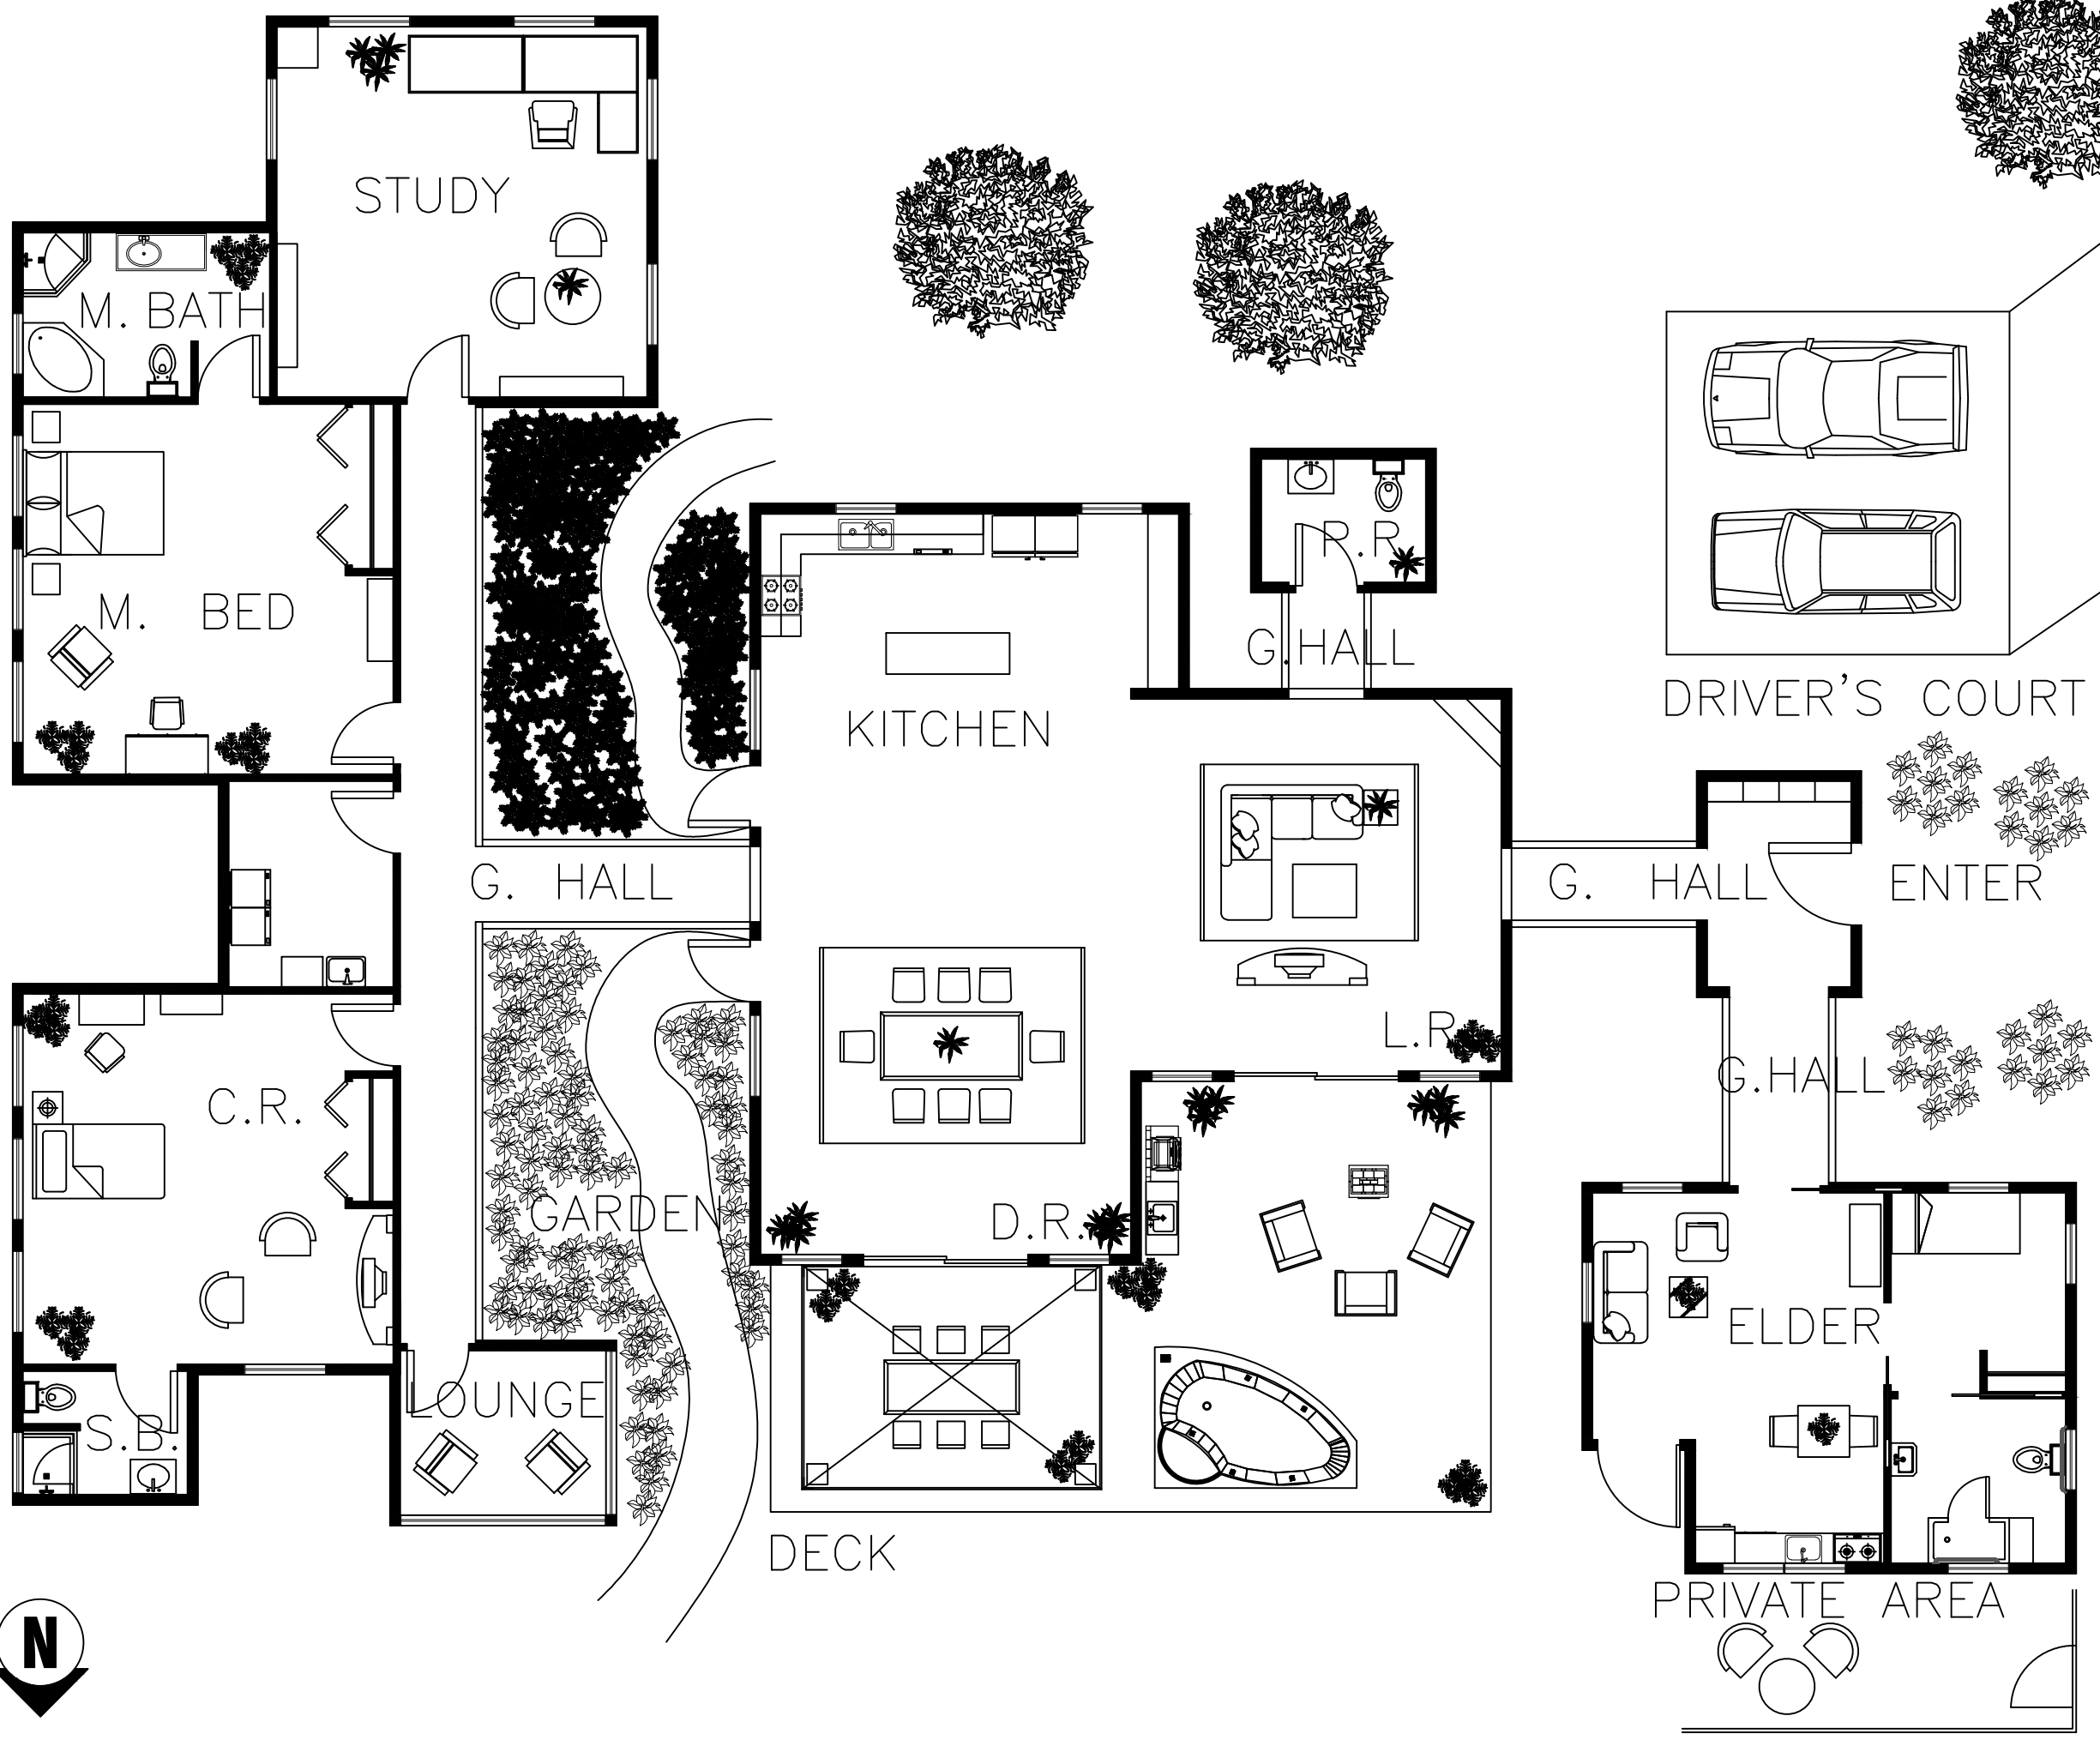 STUDY
M. BATH
M. BED
P.R
G.HALL
DRIVER'S COURT
KITCHEN
G. HALL
G. HALL
ENTER
L.R
G.HALL
C.R.
GARDEN
D.R.
ELDER
LOUNGE
S.B.
DECK
PRIVATE AREA
N